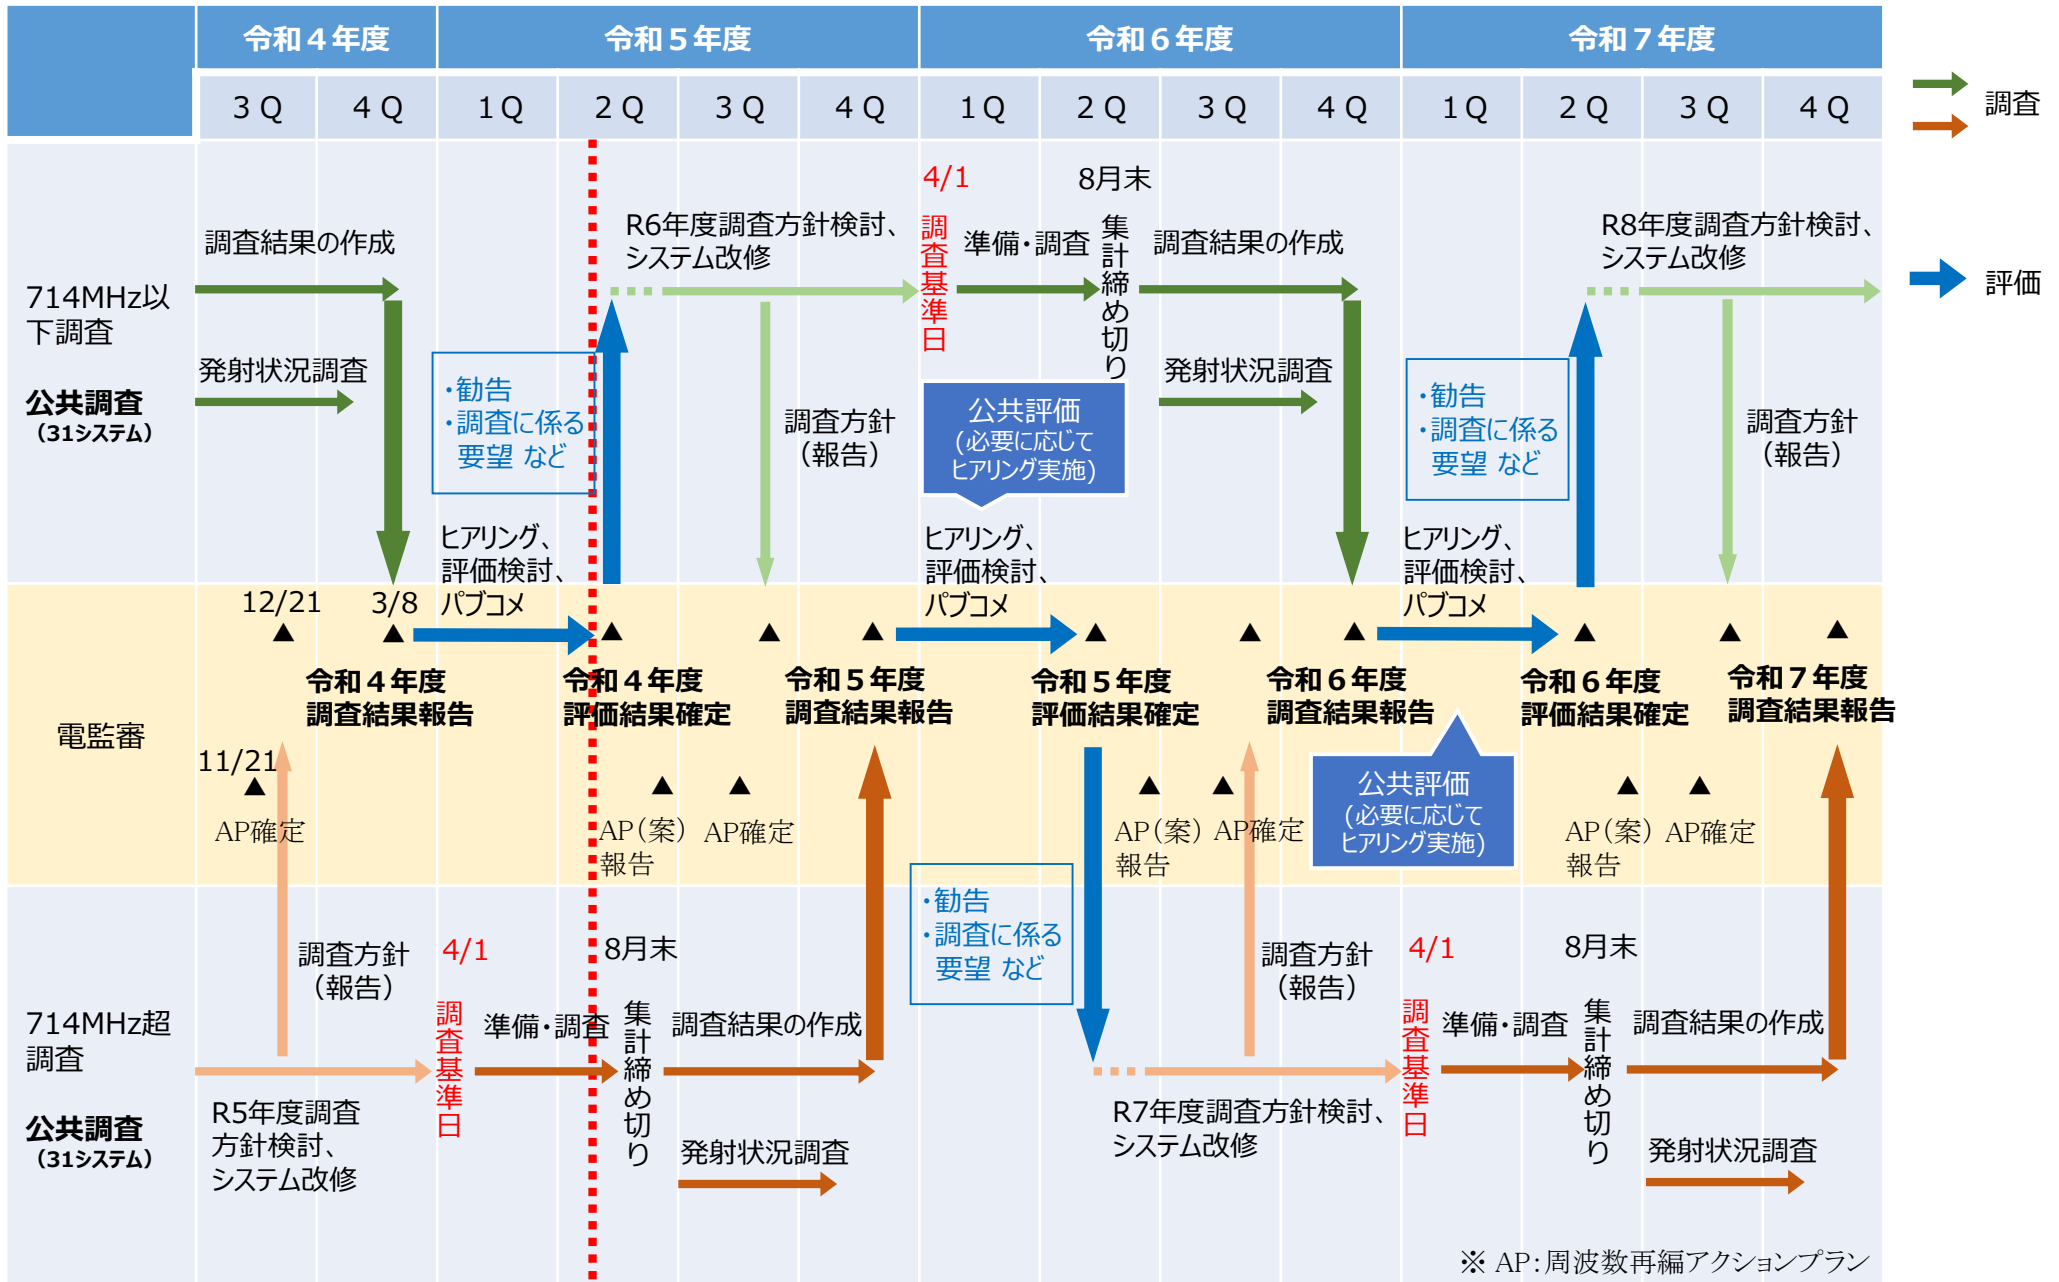 令和４年度
令和５年度
令和６年度
令和７年度
３Q
４Q
１Q
２Q
３Q
４Q
１Q
２Q
３Q
４Q
１Q
２Q
３Q
４Q
調査
評価
714MHz以
下調査
公共調査
（31システム）
調査結果の作成
発射状況調査
・勧告
・調査に係る
要望 など
ヒアリング、
評価検討、
パブコメ
R6年度調査方針検討、
システム改修
調査方針
（報告）
4/1
調査基準日
準備・調査
8月末
集計締め切り
調査結果の作成
発射状況調査
公共評価
(必要に応じて
ヒアリング実施)
ヒアリング、
評価検討、
パブコメ
・勧告
・調査に係る
要望 など
ヒアリング、
評価検討、
パブコメ
R8年度調査方針検討、
システム改修
調査方針
（報告）
電監審
12/21
▲
3/8
▲
▲
▲
▲
▲
▲
▲
▲
▲
▲
令和４年度
調査結果報告
令和４年度
評価結果確定
令和５年度
調査結果報告
令和５年度
評価結果確定
令和６年度
調査結果報告
令和６年度
評価結果確定
令和７年度
調査結果報告
11/21
▲
AP確定
▲
AP（案）
報告
▲
AP確定
▲
AP（案）
報告
▲
AP確定
公共評価
(必要に応じて
ヒアリング実施)
▲
AP（案）
報告
▲
AP確定
714MHz超
調査
公共調査
（31システム）
調査方針
（報告）
R5年度調査
方針検討、
システム改修
4/1
調査基準日
準備・調査
8月末
集計締め切り
調査結果の作成
発射状況調査
・勧告
・調査に係る
要望 など
R7年度調査方針検討、
システム改修
調査方針
（報告）
4/1
調査基準日
準備・調査
8月末
集計締め切り
調査結果の作成
発射状況調査
※ AP：周波数再編アクションプラン